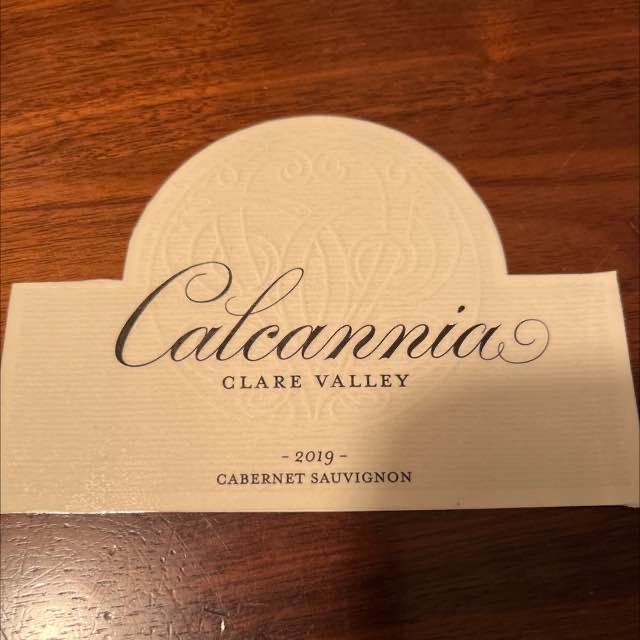 Calcannia
CLARE VALLEY
- 2019 -
CABERNET SAUVIGNON